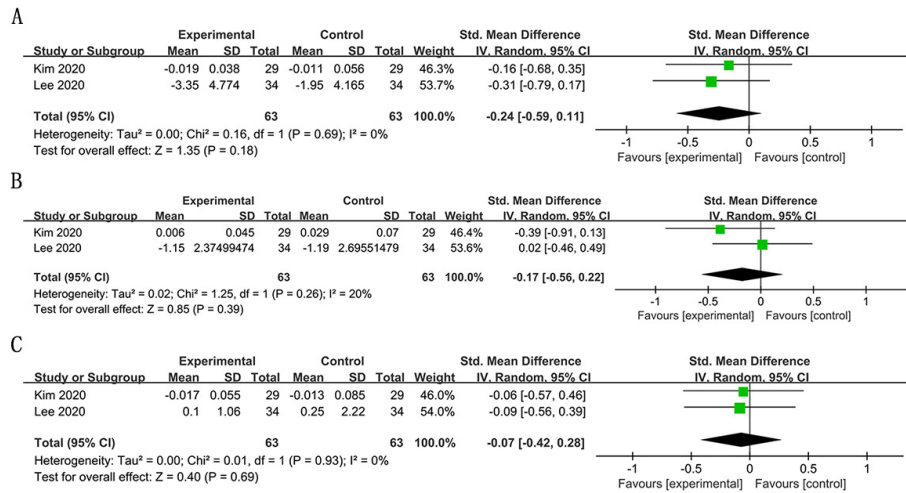 A
Experimental Control Std. Mean Difference Std. Mean Difference
Study or Subgroup Mean SD Total Mean SD Total Weight IV. Random. 95% CI IV. Random. 95% CI
Kim 2020 -0.019 0.038 29 -0.011 0.056 29 46.3% -0.16 [-0.68, 0.35]
Lee 2020 -3.35 4.774 34 -1.95 4.165 34 53.7% -0.31 [-0.79, 0.17]
Total (95% CI) 63 63 100.0% -0.24 [-0.59, 0.11]
Heterogeneity: Tau² = 0.00; Chi² = 0.16, df = 1 (P = 0.69); I² = 0%
Test for overall effect: Z = 1.35 (P = 0.18)
-1 -0.5 0 0.5 1
Favours [experimental] Favours [control]
B
Experimental Control Std. Mean Difference Std. Mean Difference
Study or Subgroup Mean SD Total Mean SD Total Weight IV. Random. 95% CI IV. Random. 95% CI
Kim 2020 0.006 0.045 29 0.029 0.07 29 46.4% -0.39 [-0.91, 0.13]
Lee 2020 -1.15 2.37499474 34 -1.19 2.69551479 34 53.6% 0.02 [-0.46, 0.49]
Total (95% CI) 63 63 100.0% -0.17 [-0.56, 0.22]
Heterogeneity: Tau² = 0.02; Chi² = 1.25, df = 1 (P = 0.26); I² = 20%
Test for overall effect: Z = 0.85 (P = 0.39)
-1 -0.5 0 0.5 1
Favours [experimental] Favours [control]
C
Experimental Control Std. Mean Difference Std. Mean Difference
Study or Subgroup Mean SD Total Mean SD Total Weight IV. Random. 95% CI IV. Random. 95% CI
Kim 2020 -0.017 0.055 29 -0.013 0.085 29 46.0% -0.06 [-0.57, 0.46]
Lee 2020 0.1 1.06 34 0.25 2.22 34 54.0% -0.09 [-0.56, 0.39]
Total (95% CI) 63 63 100.0% -0.07 [-0.42, 0.28]
Heterogeneity: Tau² = 0.00; Chi² = 0.01, df = 1 (P = 0.93); I² = 0%
Test for overall effect: Z = 0.40 (P = 0.69)
-1 -0.5 0 0.5 1
Favours [experimental] Favours [control]